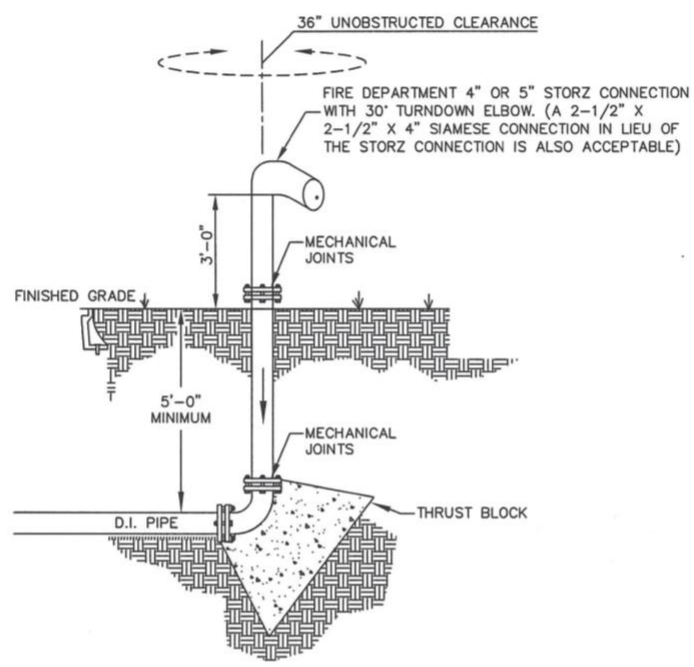 36" UNOBSTRUCTED CLEARANCE
FIRE DEPARTMENT 4" OR 5" STORZ CONNECTION
WITH 30° TURNDOWN ELBOW. (A 2-1/2" X
2-1/2" X 4" SIAMESE CONNECTION IN LIEU OF
THE STORZ CONNECTION IS ALSO ACCEPTABLE)
3'-0"
MECHANICAL
JOINTS
FINISHED GRADE
5'-0"
MINIMUM
MECHANICAL
JOINTS
THRUST BLOCK
D.I. PIPE